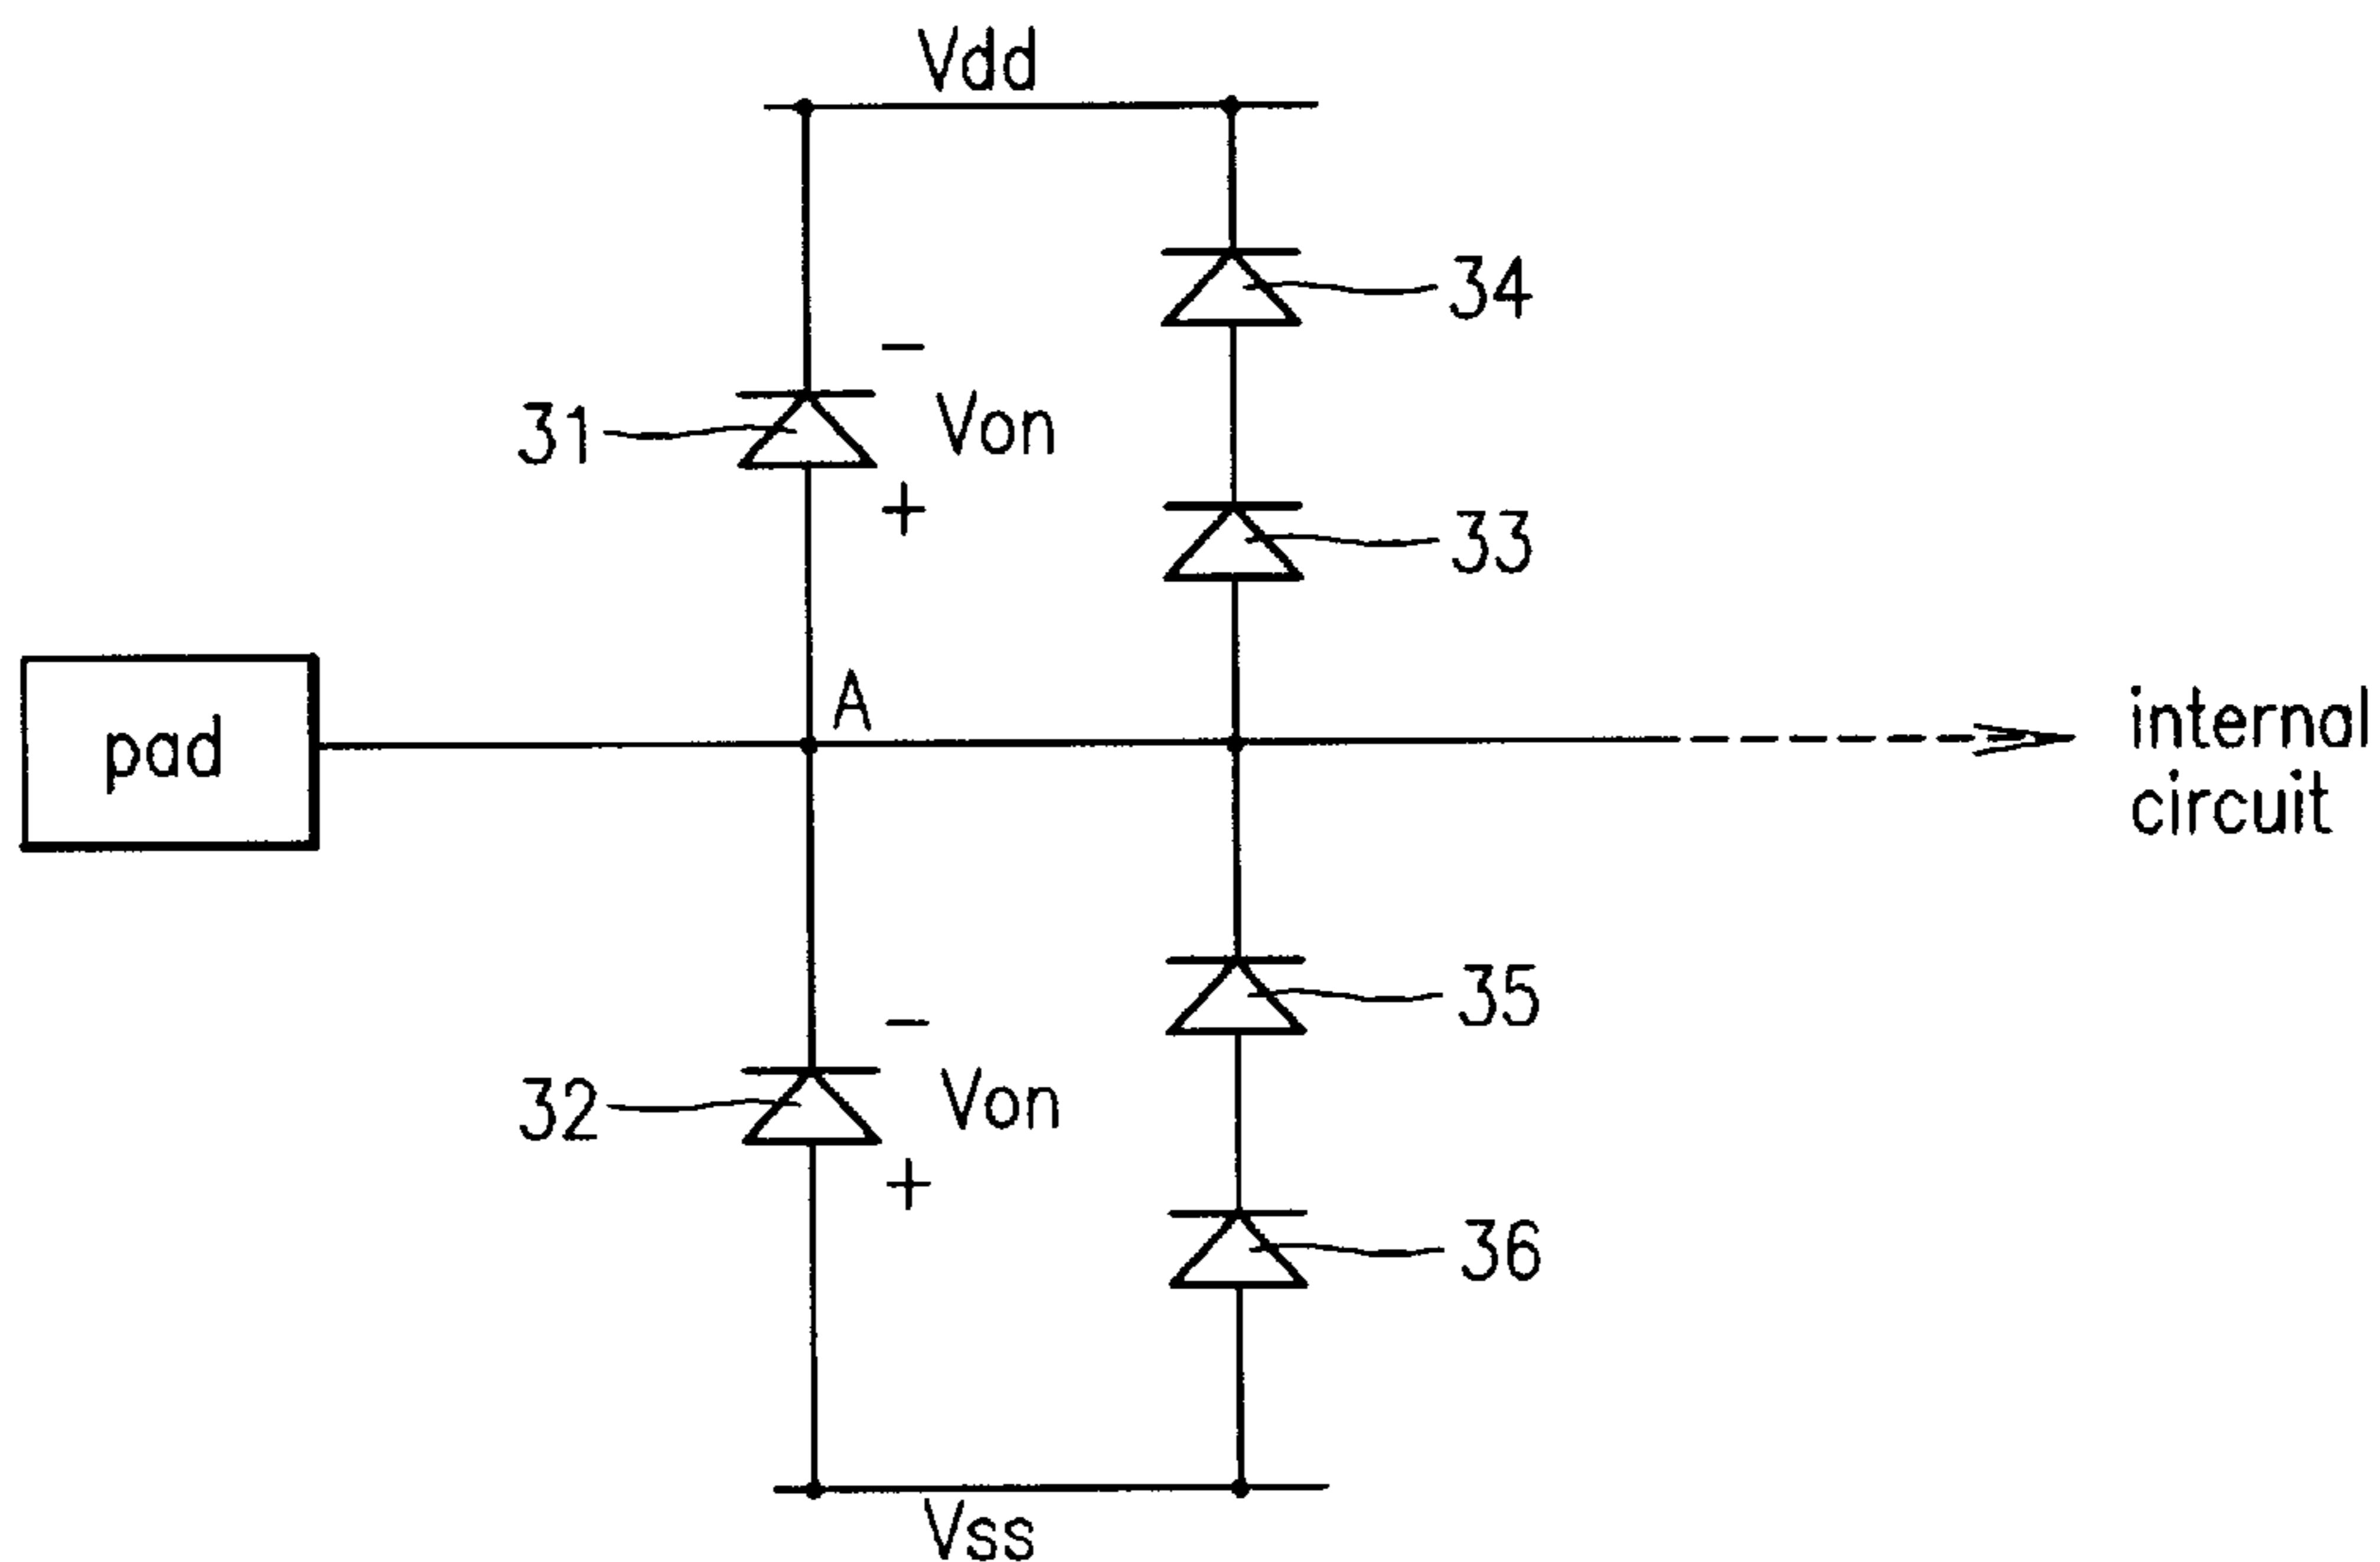 Vdd
34
−
31
Von
+
33
A
pad
internal
circuit
35
−
32
Von
+
36
Vss